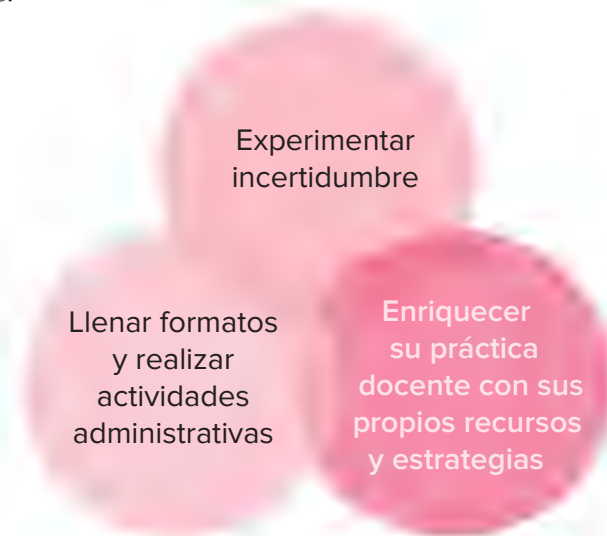 Experimentar
incertidumbre
Llenar formatos
y realizar
actividades
administrativas
Enriquecer
su práctica
docente con sus
propios recursos
y estrategias